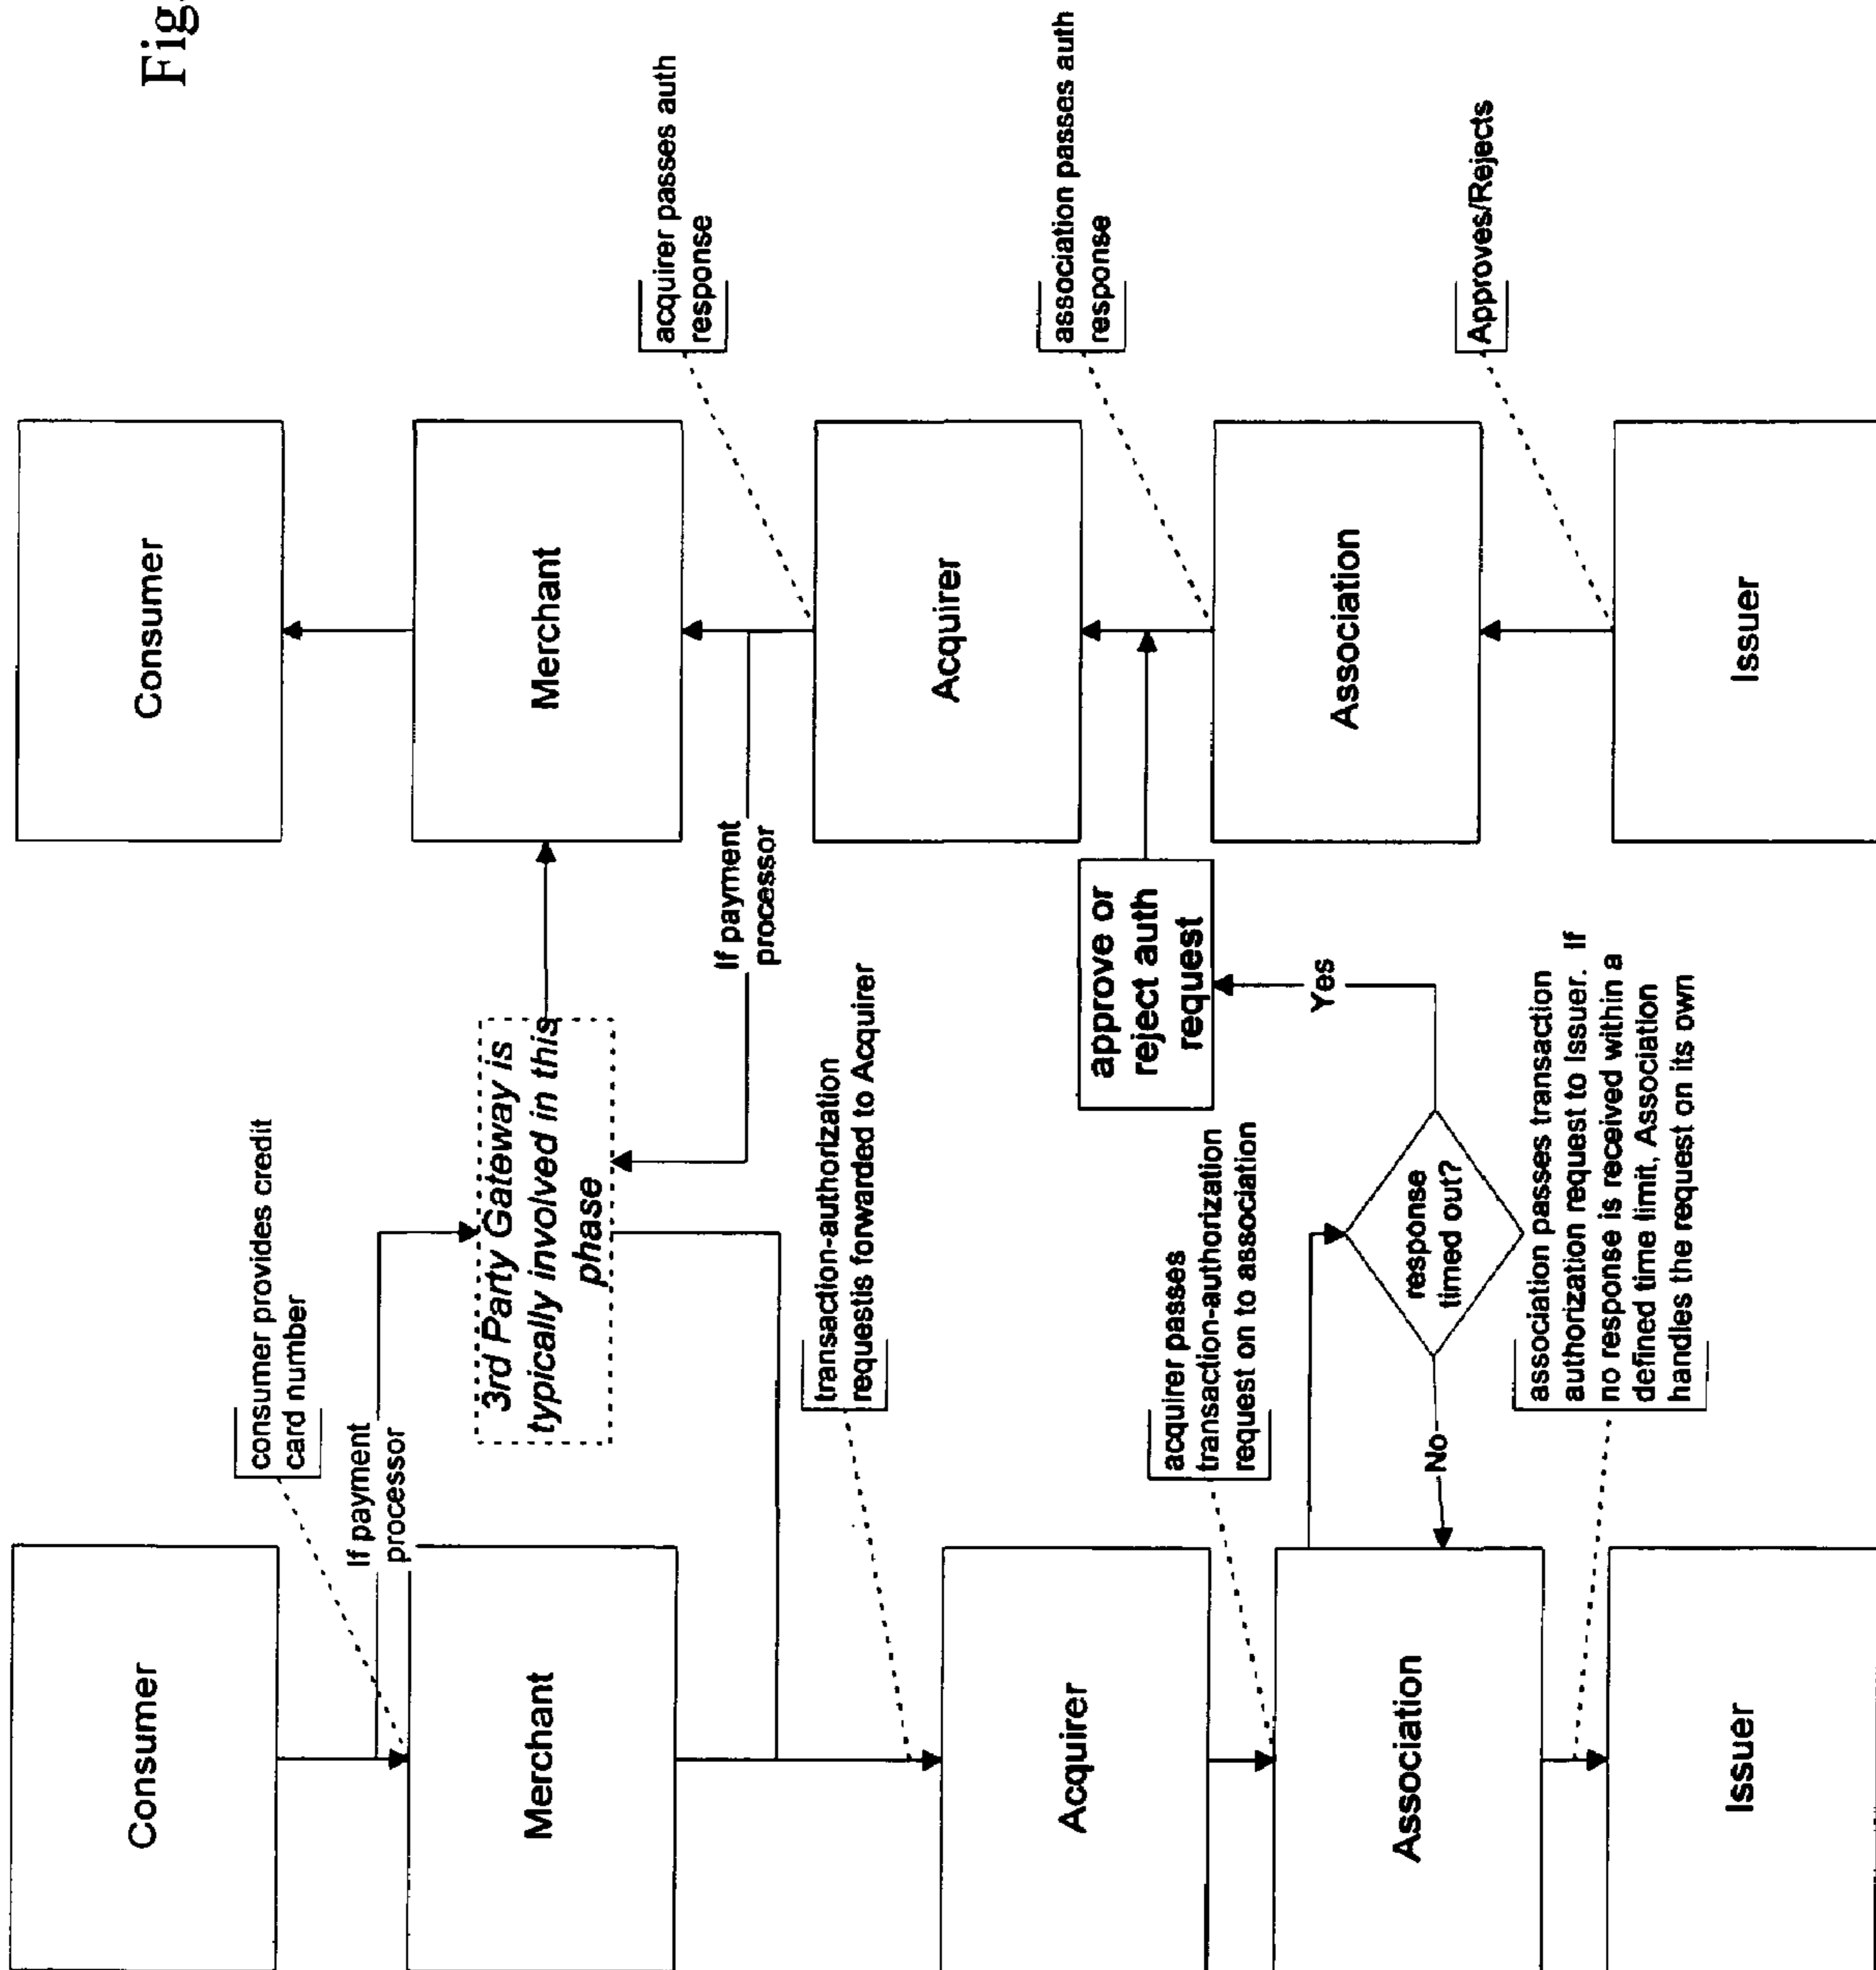 Fig
Consumer
consumer provides credit
card number
If payment
processor
Merchant
3rd Party Gateway is
typically involved in this
phase
transaction-authorization
requestis forwarded to Acquirer
Acquirer
acquirer passes
transaction-authorization
request on to association
Association
response
timed out?
No
Yes
approve or
reject auth
request
association passes transaction
authorization request to Issuer. If
no response is received within a
defined time limit, Association
handles the request on its own
Issuer
Consumer
Merchant
acquirer passes auth
response
If payment
processor
Acquirer
association passes auth
response
Association
Approves/Rejects
Issuer